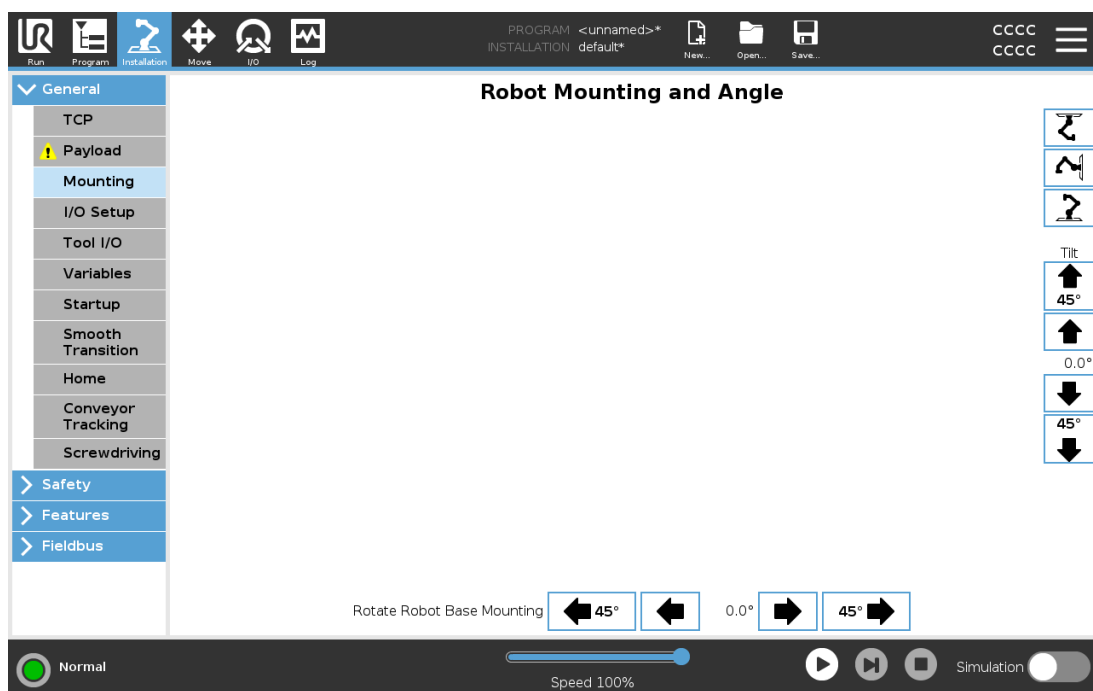 UR
PROGRAM <unnamed>*
INSTALLATION default*
CCCC
CCCC
Run
Program
Installation
Move
I/O
Log
New...
Open...
Save...
General
Robot Mounting and Angle
TCP
Payload
Mounting
I/O Setup
Tool I/O
Variables
Startup
Smooth
Transition
Home
Conveyor
Tracking
Screwdriving
Safety
Features
Fieldbus
Tilt
45°
0.0°
45°
Rotate Robot Base Mounting
45°
0.0°
45°
Normal
Speed 100%
Simulation